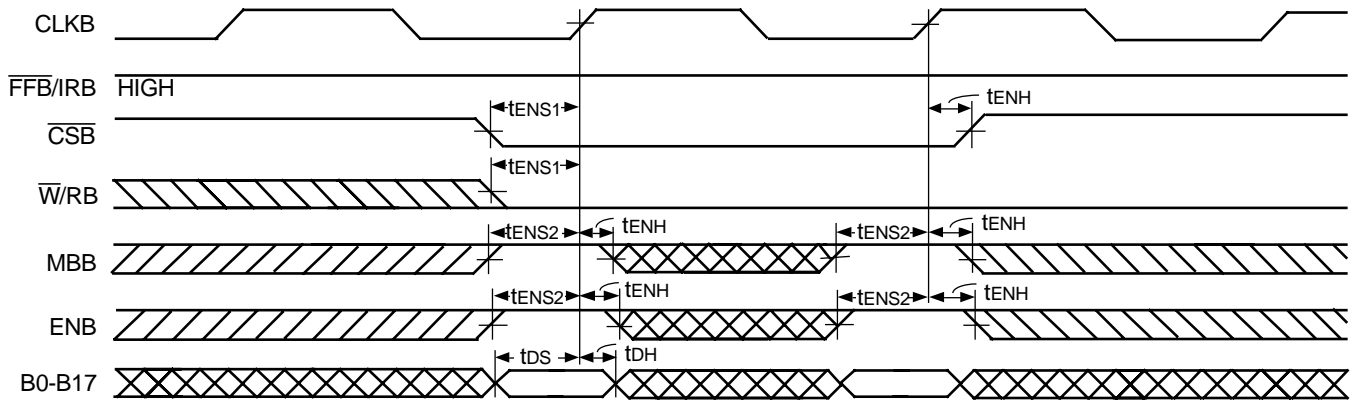 CLKB
FFB/IRB HIGH
tENS1 tENH
CSB
tENS1
W/RB
tENS2 tENH tENS2 tENH
MBB
tENS2 tENH tENS2 tENH
ENB
tDS tDH
B0-B17